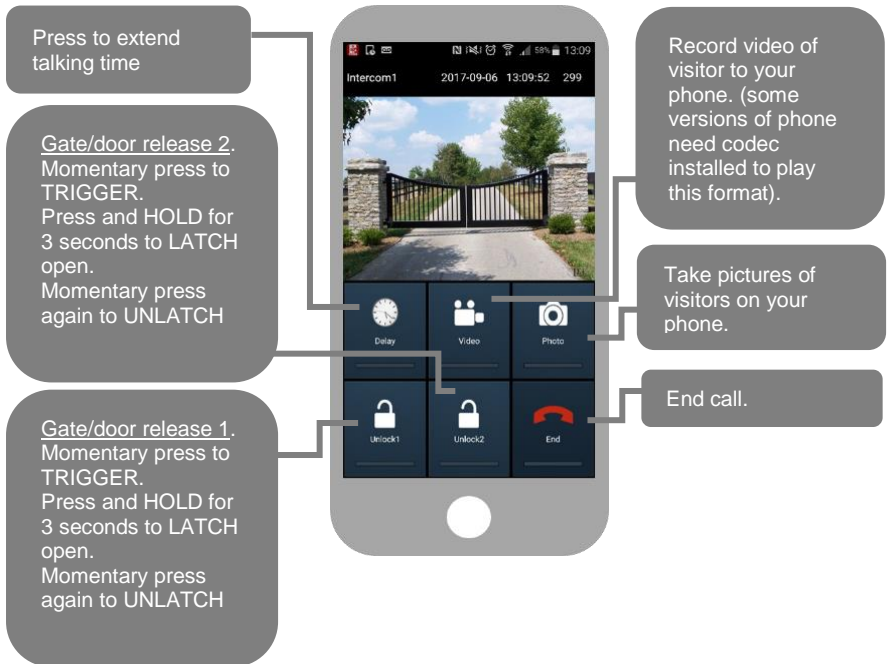 Press to extend
talking time
Gate/door release 2.
Momentary press to
TRIGGER.
Press and HOLD for
3 seconds to LATCH
open.
Momentary press
again to UNLATCH
Gate/door release 1.
Momentary press to
TRIGGER.
Press and HOLD for
3 seconds to LATCH
open.
Momentary press
again to UNLATCH
58% 13:09
Intercom1 2017-09-06 13:09:52 299
Delay Video Photo
Unlock1 Unlock2 End
Record video of
visitor to your
phone. (some
versions of phone
need codec
installed to play
this format).
Take pictures of
visitors on your
phone.
End call.